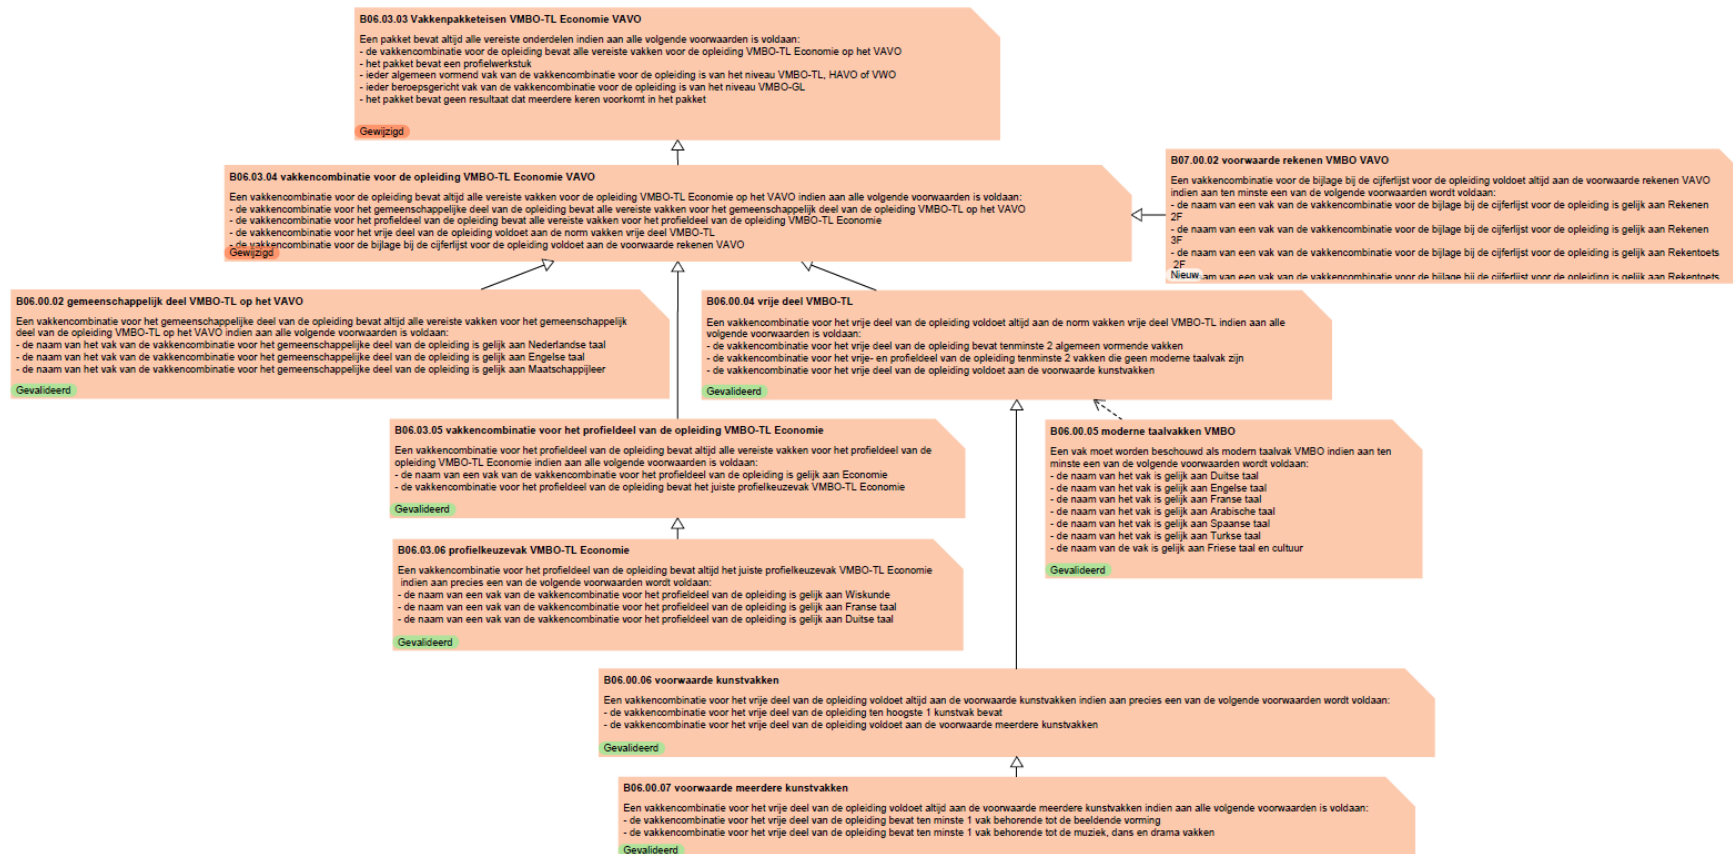 B06.03.03 Vakkenpakketeisen VMBO-TL Economie VAVO
Een pakket bevat altijd alle vereiste onderdelen indien aan alle volgende voorwaarden is voldaan:
- de vakkencombinatie voor de opleiding bevat alle vereiste vakken voor de opleiding VMBO-TL Economie op het VAVO
- het pakket bevat een profielwerkstuk
- ieder algemeen vormend vak van de vakkencombinatie voor de opleiding is van het niveau VMBO-TL, HAVO of VWO
- ieder beroepsgericht vak van de vakkencombinatie voor de opleiding is van het niveau VMBO-GL
- het pakket bevat geen resultaat dat meerdere keren voorkomt in het pakket
Gewijzigd
B06.03.04 vakkencombinatie voor de opleiding VMBO-TL Economie VAVO
Een vakkencombinatie voor de opleiding bevat altijd alle vereiste vakken voor de opleiding VMBO-TL Economie op het VAVO indien aan alle volgende voorwaarden is voldaan:
- de vakkencombinatie voor het gemeenschappelijke deel van de opleiding bevat alle vereiste vakken voor het gemeenschappelijk deel van de opleiding VMBO-TL op het VAVO
- de vakkencombinatie voor het profieldeel van de opleiding bevat alle vereiste vakken voor het profieldeel van de opleiding VMBO-TL Economie
- de vakkencombinatie voor het vrije deel van de opleiding voldoet aan de norm vakken vrije deel VMBO-TL
- de vakkencombinatie voor de bijlage bij de cijferlijst voor de opleiding voldoet aan de voorwaarde rekenen VAVO
Gewijzigd
B07.00.02 voorwaarde rekenen VMBO VAVO
Een vakkencombinatie voor de bijlage bij de cijferlijst voor de opleiding voldoet altijd aan de voorwaarde rekenen VAVO
indien aan ten minste een van de volgende voorwaarden wordt voldaan:
- de naam van een vak van de vakkencombinatie voor de bijlage bij de cijferlijst voor de opleiding is gelijk aan Rekenen
2F
- de naam van een vak van de vakkencombinatie voor de bijlage bij de cijferlijst voor de opleiding is gelijk aan Rekenen
3F
- de naam van een vak van de vakkencombinatie voor de bijlage bij de cijferlijst voor de opleiding is gelijk aan Rekentoets
2F
Nieuw am van een vak van de vakkencombinatie voor de bijlage bij de cijferlijst voor de opleiding is gelijk aan Rekentoets
B06.00.02 gemeenschappelijk deel VMBO-TL op het VAVO
Een vakkencombinatie voor het gemeenschappelijke deel van de opleiding bevat altijd alle vereiste vakken voor het gemeenschappelijk
deel van de opleiding VMBO-TL op het VAVO indien aan alle volgende voorwaarden is voldaan:
- de naam van het vak van de vakkencombinatie voor het gemeenschappelijke deel van de opleiding is gelijk aan Nederlandse taal
- de naam van het vak van de vakkencombinatie voor het gemeenschappelijke deel van de opleiding is gelijk aan Engelse taal
- de naam van het vak van de vakkencombinatie voor het gemeenschappelijke deel van de opleiding is gelijk aan Maatschappijleer
Gevalideerd
B06.00.04 vrije deel VMBO-TL
Een vakkencombinatie voor het vrije deel van de opleiding voldoet altijd aan de norm vakken vrije deel VMBO-TL indien aan alle
volgende voorwaarden is voldaan:
- de vakkencombinatie voor het vrije deel van de opleiding bevat tenminste 2 algemeen vormende vakken
- de vakkencombinatie voor het vrije- en profieldeel van de opleiding tenminste 2 vakken die geen moderne taalvak zijn
- de vakkencombinatie voor het vrije deel van de opleiding voldoet aan de voorwaarde kunstvakken
Gevalideerd
B06.03.05 vakkencombinatie voor het profieldeel van de opleiding VMBO-TL Economie
Een vakkencombinatie voor het profieldeel van de opleiding bevat altijd alle vereiste vakken voor het profieldeel van de
opleiding VMBO-TL Economie indien aan alle volgende voorwaarden is voldaan:
- de naam van een vak van de vakkencombinatie voor het profieldeel van de opleiding is gelijk aan Economie
- de vakkencombinatie voor het profieldeel van de opleiding bevat het juiste profielkeuzevak VMBO-TL Economie
Gevalideerd
B06.00.05 moderne taalvakken VMBO
Een vak moet worden beschouwd als modern taalvak VMBO indien aan ten
minste een van de volgende voorwaarden wordt voldaan:
- de naam van het vak is gelijk aan Duitse taal
- de naam van het vak is gelijk aan Engelse taal
- de naam van het vak is gelijk aan Franse taal
- de naam van het vak is gelijk aan Arabische taal
- de naam van het vak is gelijk aan Spaanse taal
- de naam van het vak is gelijk aan Turkse taal
- de naam van de vak is gelijk aan Friese taal en cultuur
Gevalideerd
B06.03.06 profielkeuzevak VMBO-TL Economie
Een vakkencombinatie voor het profieldeel van de opleiding bevat altijd het juiste profielkeuzevak VMBO-TL Economie
indien aan precies een van de volgende voorwaarden wordt voldaan:
- de naam van een vak van de vakkencombinatie voor het profieldeel van de opleiding is gelijk aan Wiskunde
- de naam van een vak van de vakkencombinatie voor het profieldeel van de opleiding is gelijk aan Franse taal
- de naam van een vak van de vakkencombinatie voor het profieldeel van de opleiding is gelijk aan Duitse taal
Gevalideerd
B06.00.06 voorwaarde kunstvakken
Een vakkencombinatie voor het vrije deel van de opleiding voldoet altijd aan de voorwaarde kunstvakken indien aan precies een van de volgende voorwaarden wordt voldaan:
- de vakkencombinatie voor het vrije deel van de opleiding ten hoogste 1 kunstvak bevat
- de vakkencombinatie voor het vrije deel van de opleiding voldoet aan de voorwaarde meerdere kunstvakken
Gevalideerd
B06.00.07 voorwaarde meerdere kunstvakken
Een vakkencombinatie voor het vrije deel van de opleiding voldoet altijd aan de voorwaarde meerdere kunstvakken indien aan alle volgende voorwaarden is voldaan:
- de vakkencombinatie voor het vrije deel van de opleiding bevat ten minste 1 vak behorende tot de beeldende vorming
- de vakkencombinatie voor het vrije deel van de opleiding bevat ten minste 1 vak behorende tot de muziek, dans en drama vakken
Gevalideerd